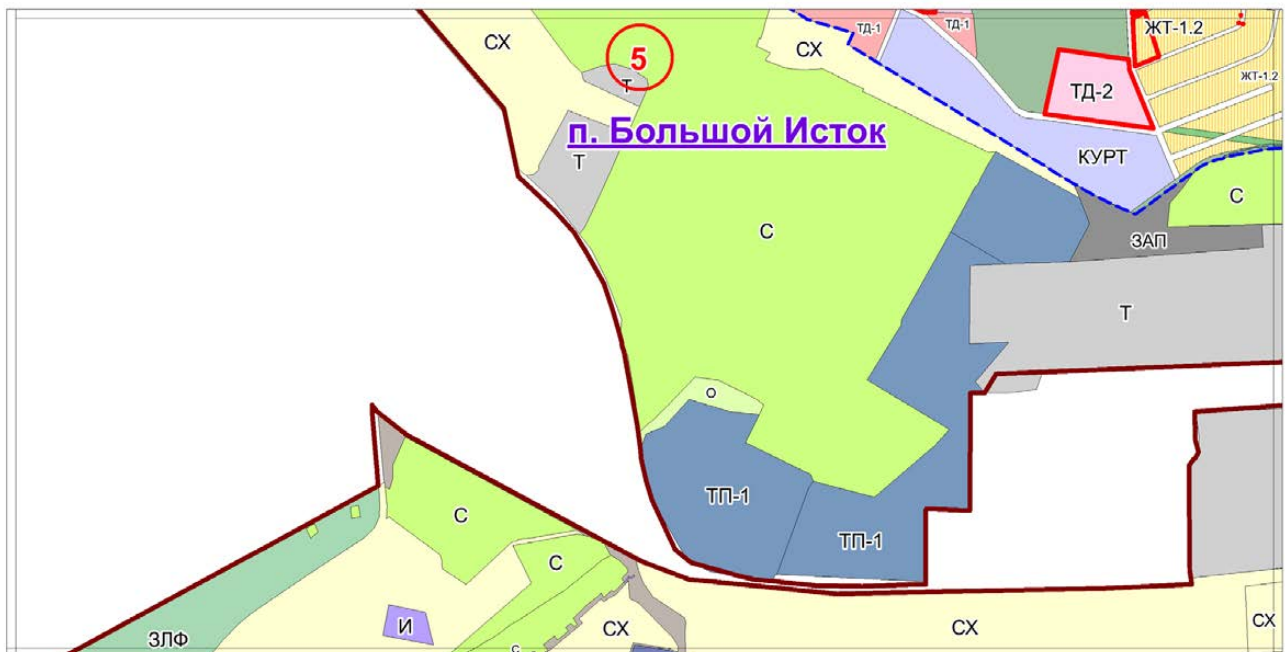 СХ
5
Т
СХ
ТД-1
ТД-1
ЖТ-1.2
ТД-2
ЖТ-1.2
п. Большой Исток
Т
КУРТ
С
С
ЗАП
Т
О
ТП-1
ТП-1
С
С
И
ЗЛФ
СХ
СХ
СХ
С